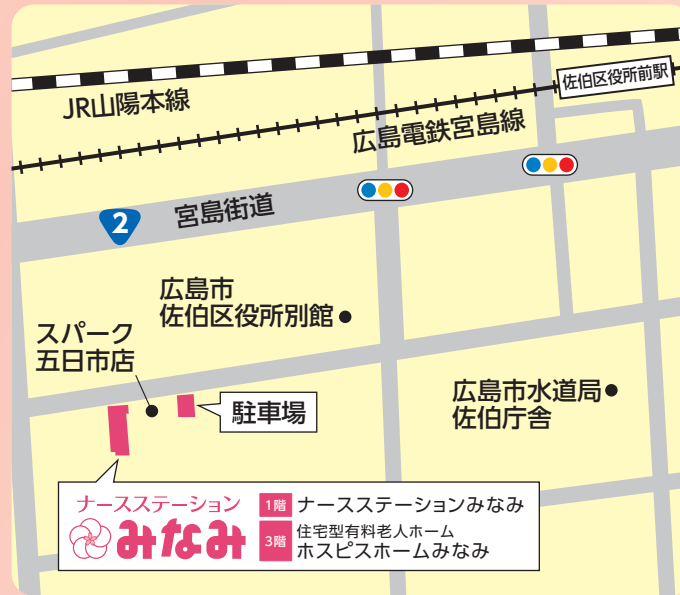 JR山陽本線
佐伯区役所前駅
広島電鉄宮島線
宮島街道
2
広島市
佐伯区役所別館
スパーク
五日市店
駐車場
広島市水道局
佐伯庁舎
ナースステーション
みなみ
1階 ナースステーションみなみ
3階 住宅型有料老人ホーム
ホスピスホームみなみ